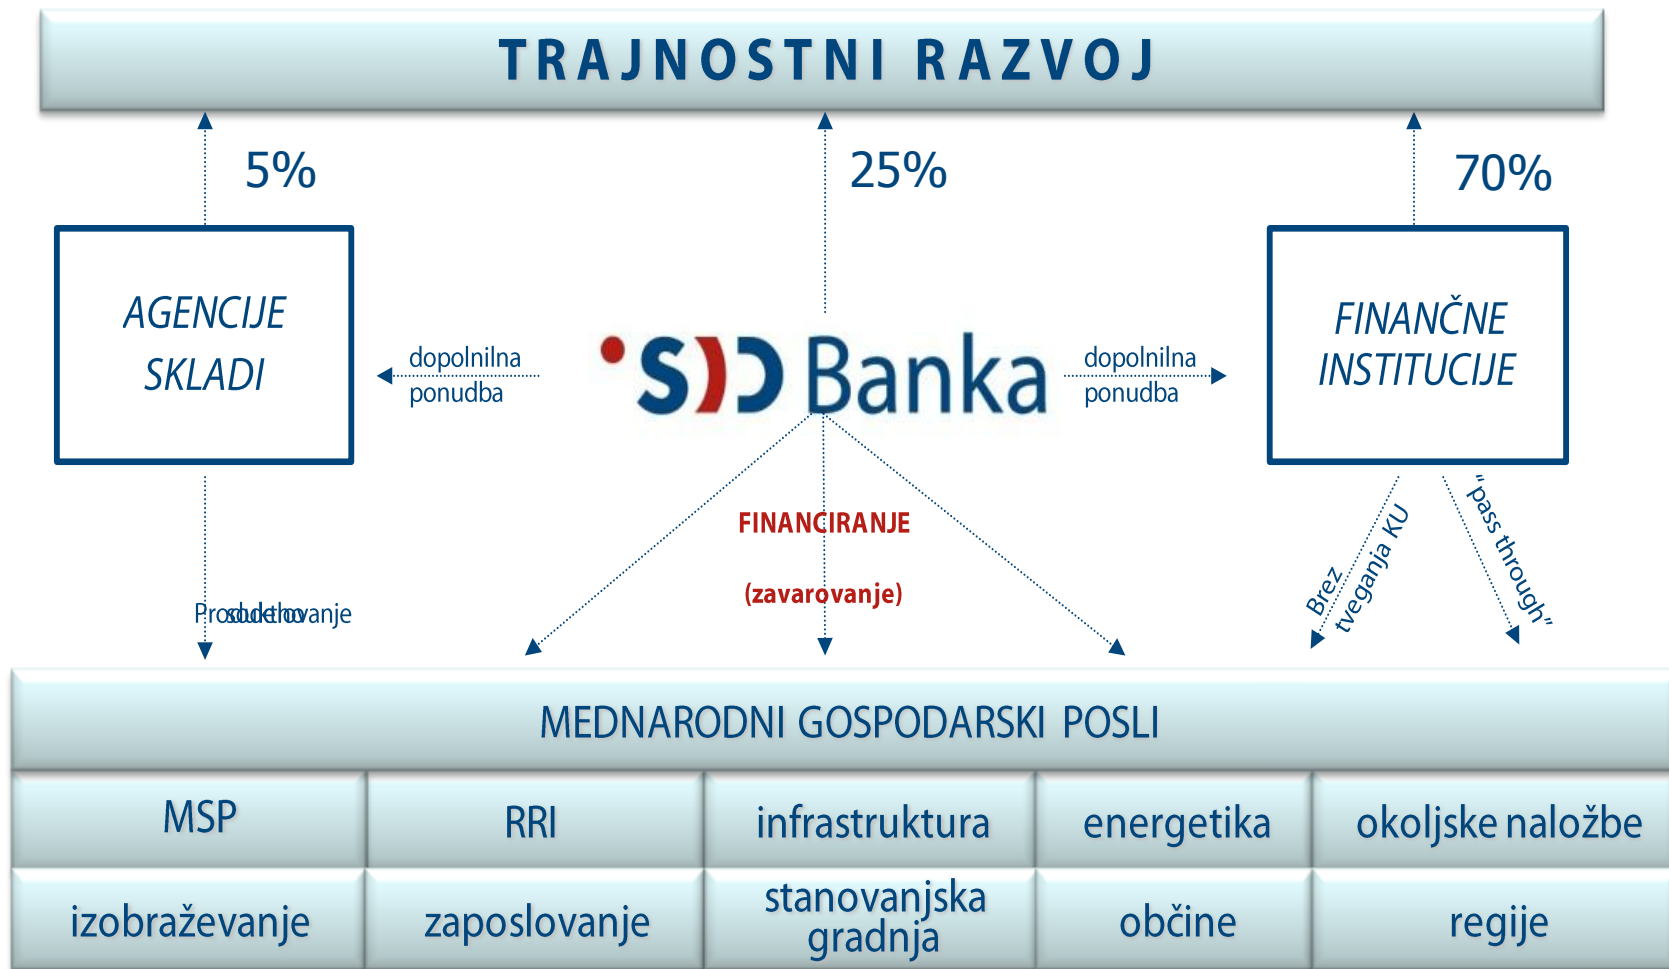 TRAJNOSTNI RAZVOJ
5%
25%
70%
AGENCIJE
SKLADI
dopolnilna
ponudba
SID Banka
dopolnilna
ponudba
FINANČNE
INSTITUCIJE
FINANCIRANJE
(zavarovanje)
Brez
tveganja KU
“pass through”
MEDNARODNI GOSPODARSKI POSLI
MSP
RRI
infrastruktura
energetika
okoljske naložbe
izobraževanje
zaposlovanje
stanovanjska
gradnja
občine
regije